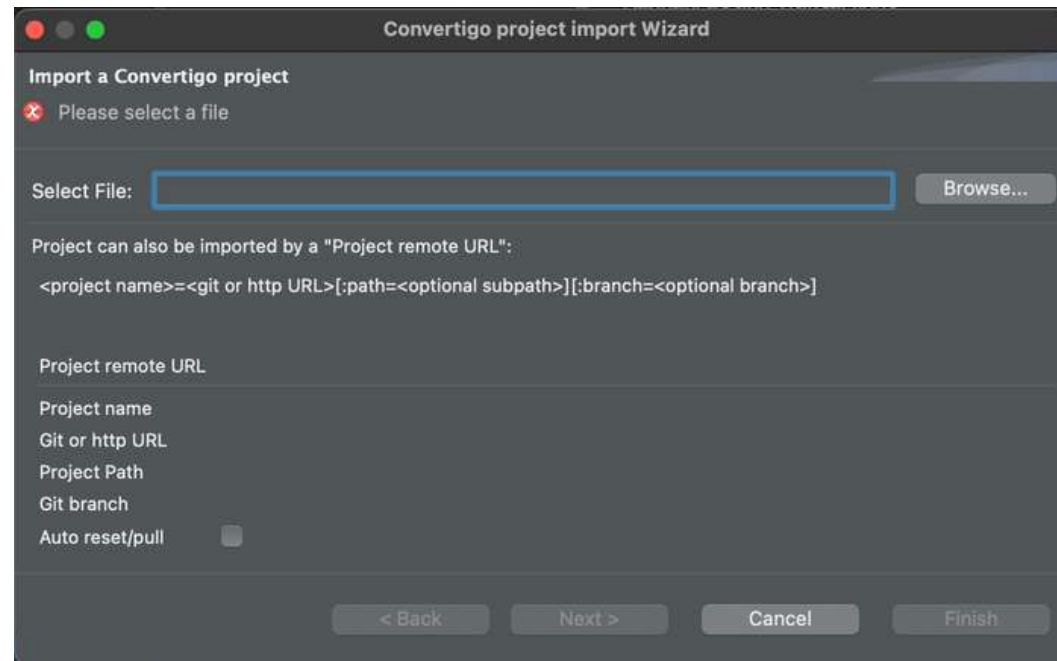 Convertigo project import Wizard
Import a Convertigo project
Please select a file
Select File:
Browse...
Project can also be imported by a "Project remote URL":
<project name>=<git or http URL>[:path=<optional subpath>][:branch=<optional branch>]
Project remote URL
Project name
Git or http URL
Project Path
Git branch
Auto reset/pull
< Back Next > Cancel Finish